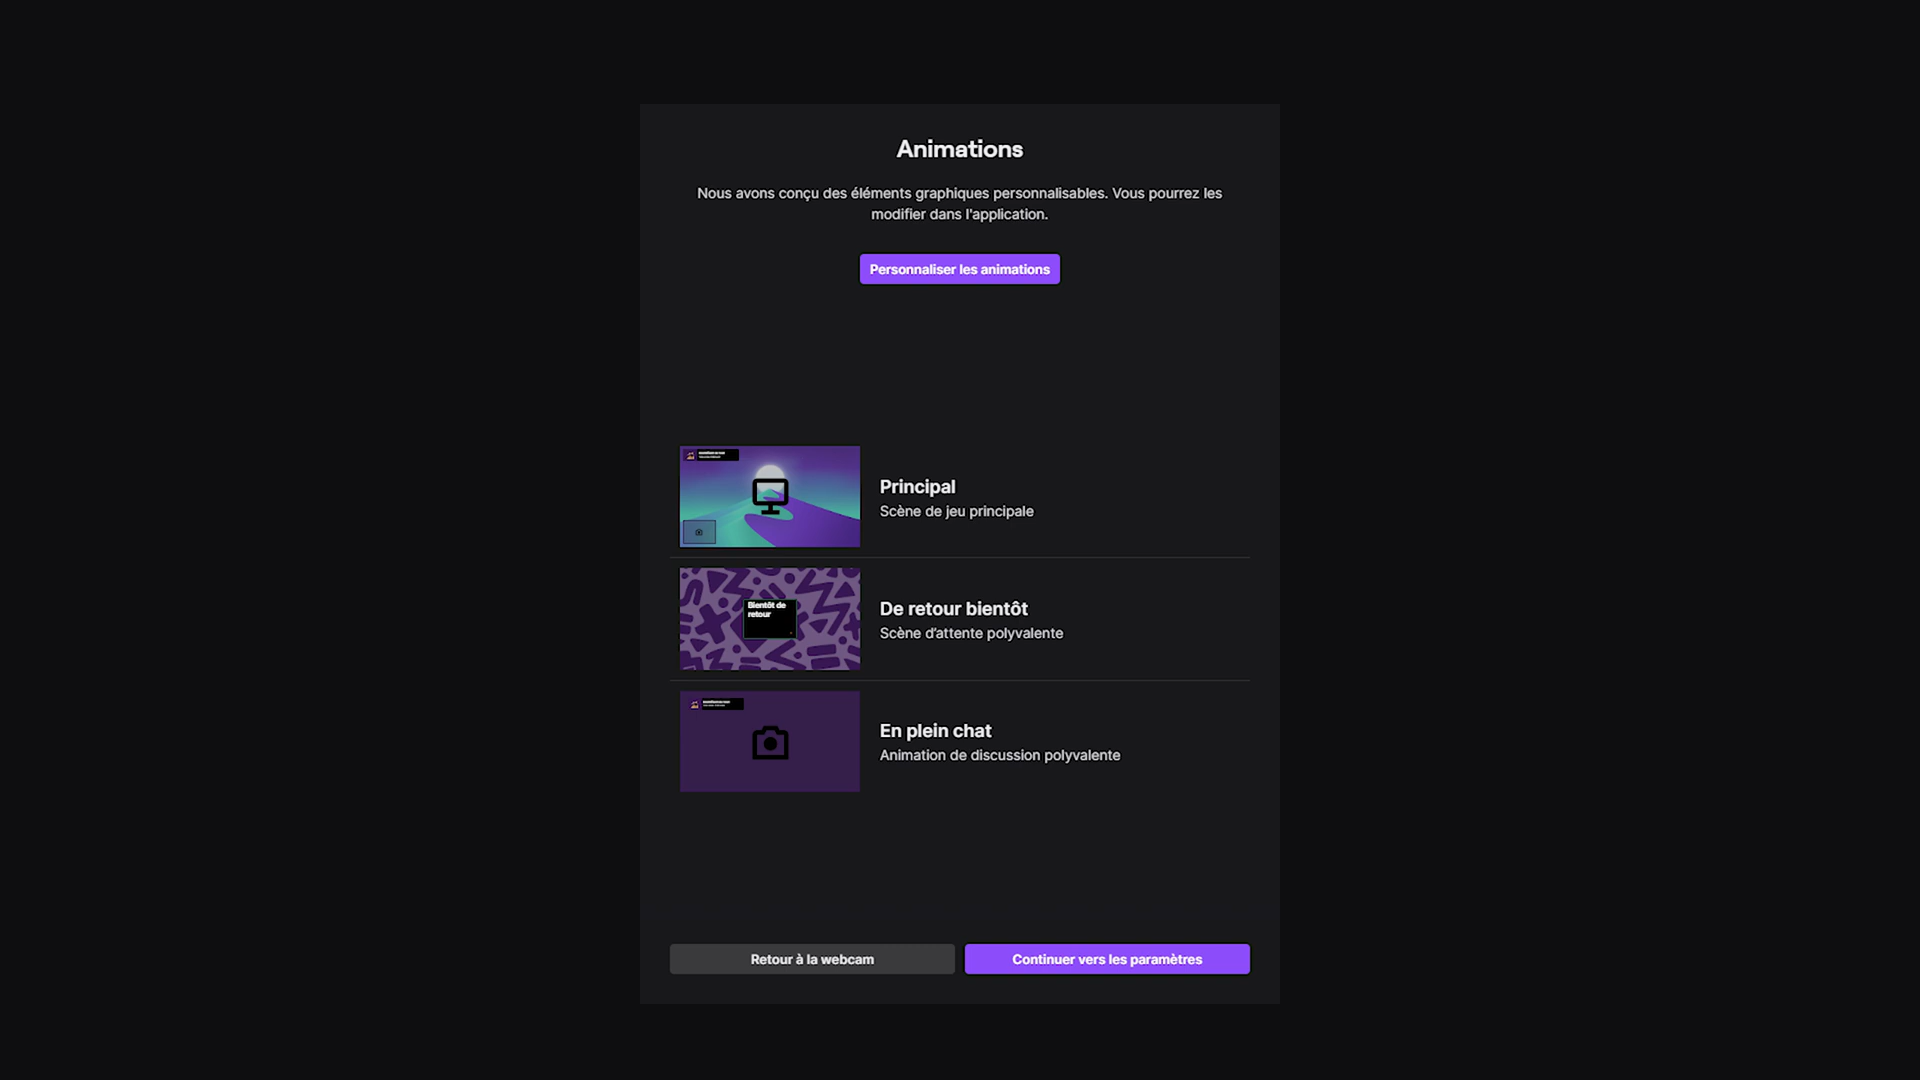 Animations
Nous avons conçu des éléments graphiques personnalisables. Vous pourrez les
modifier dans l'application.
Personnaliser les animations
Principal
Scène de jeu principale
Bientôt de
retour
De retour bientôt
Scène d'attente polyvalente
En plein chat
Animation de discussion polyvalente
Retour à la webcam
Continuer vers les paramètres